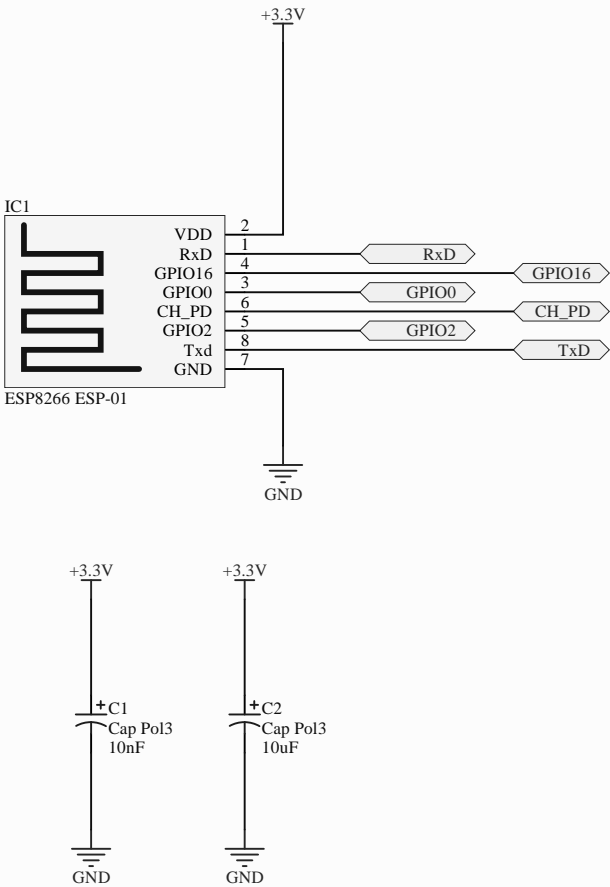 +3.3V
IC1
VDD 2
RxD 1 RxD
GPIO16 4 GPIO16
GPIO0 3 GPIO0
CH_PD 6 CH_PD
GPIO2 5 GPIO2
Txd 8 TxD
GND 7
ESP8266 ESP-01
GND
+3.3V +3.3V
+ C1 + C2
Cap Pol3 Cap Pol3
10nF 10uF
GND GND